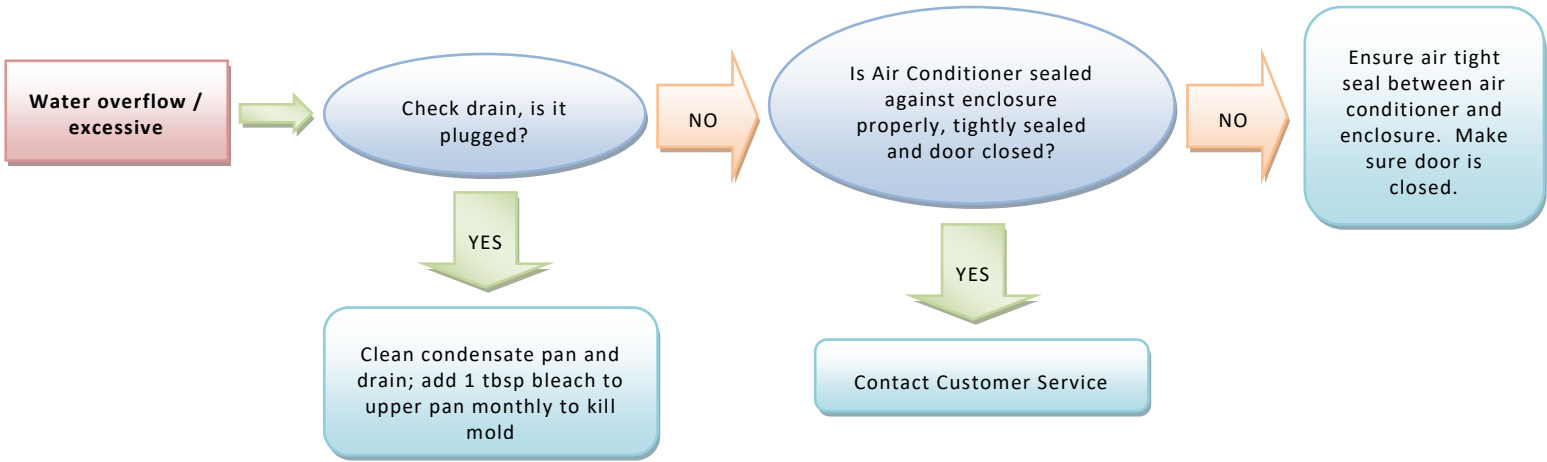 Water overflow /
excessive
Check drain, is it
plugged?
NO
Is Air Conditioner sealed
against enclosure
properly, tightly sealed
and door closed?
NO
Ensure air tight
seal between air
conditioner and
enclosure. Make
sure door is
closed.
YES
Clean condensate pan and
drain; add 1 tbsp bleach to
upper pan monthly to kill
mold
YES
Contact Customer Service